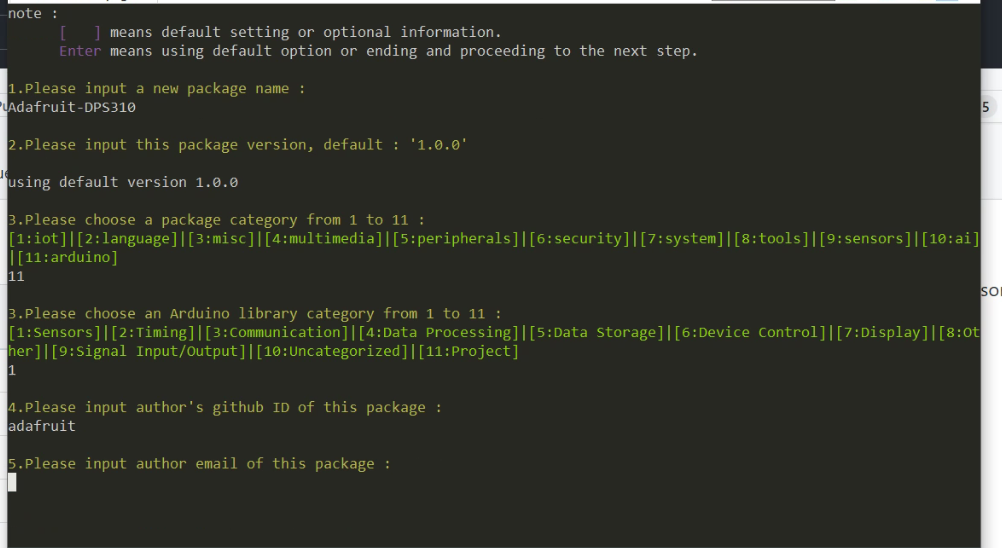 note :
[   ] means default setting or optional information.
Enter means using default option or ending and proceeding to the next step.
1.Please input a new package name :
Adafruit-DPS310
2.Please input this package version, default : '1.0.0'
using default version 1.0.0
3.Please choose a package category from 1 to 11 :
[1:iot]|[2:language]|[3:misc]|[4:multimedia]|[5:peripherals]|[6:security]|[7:system]|[8:tools]|[9:sensors]|[10:ai]
|[11:arduino]
11
3.Please choose an Arduino library category from 1 to 11 :
[1:Sensors]|[2:Timing]|[3:Communication]|[4:Data Processing]|[5:Data Storage]|[6:Device Control]|[7:Display]|[8:Ot
her]|[9:Signal Input/Output]|[10:Uncategorized]|[11:Project]
1
4.Please input author's github ID of this package :
adafruit
5.Please input author email of this package :
5